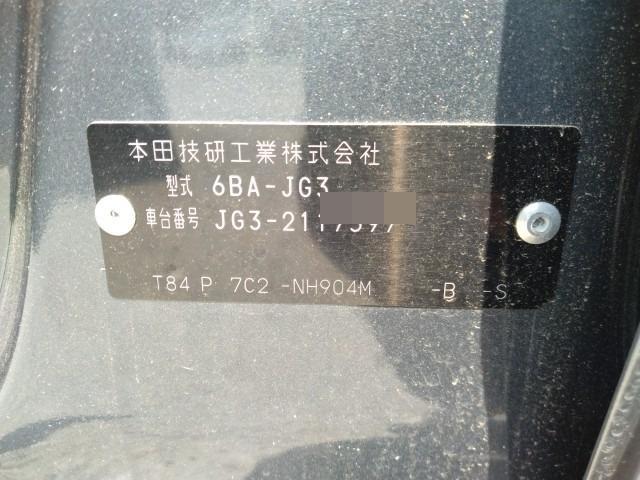 本田技研工業株式会社
型式 6BA-JG3
車台番号 JG3-211
T84 P 7C2 -NH904M -B -S